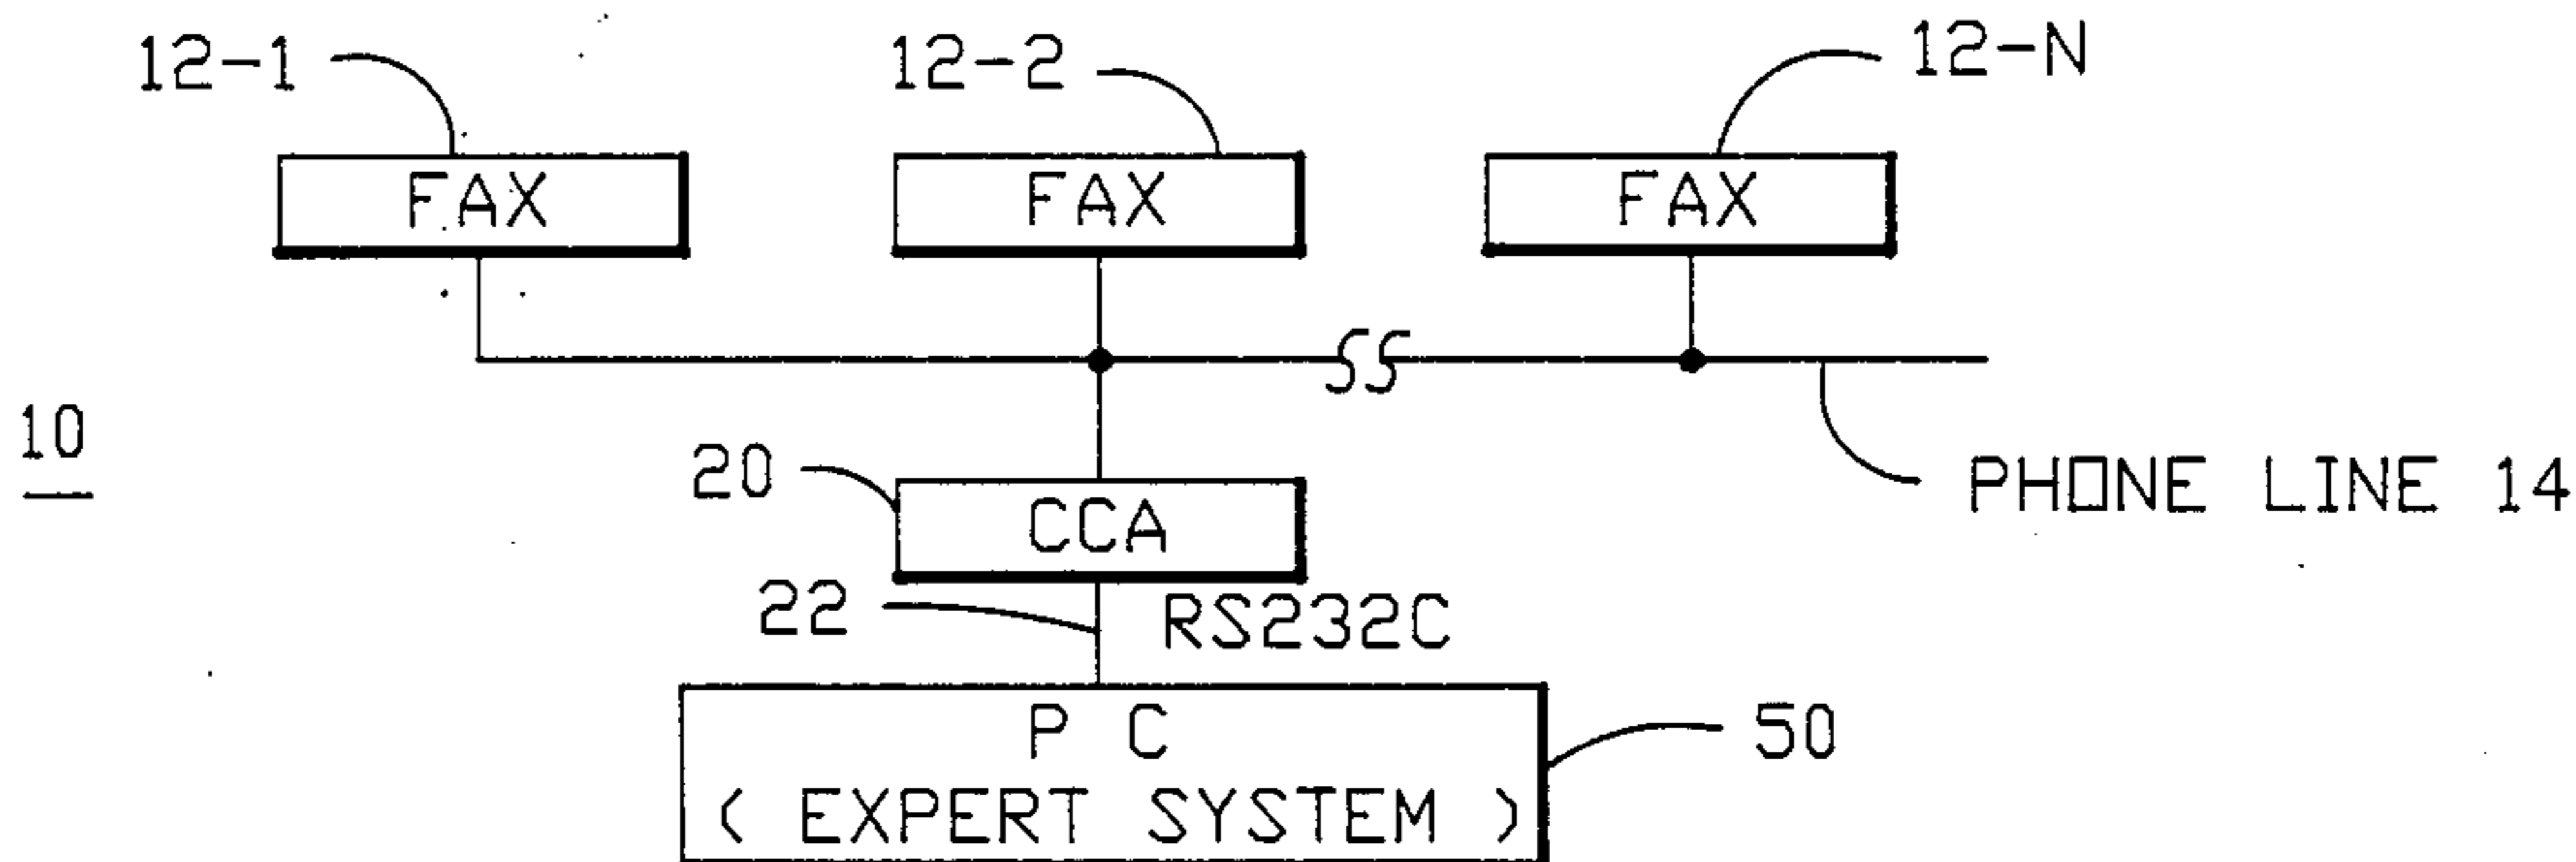 12-1
12-2
12-N
FAX
FAX
FAX
10
20
CCA
PHONE LINE 14
22
RS232C
P C
( EXPERT SYSTEM )
50